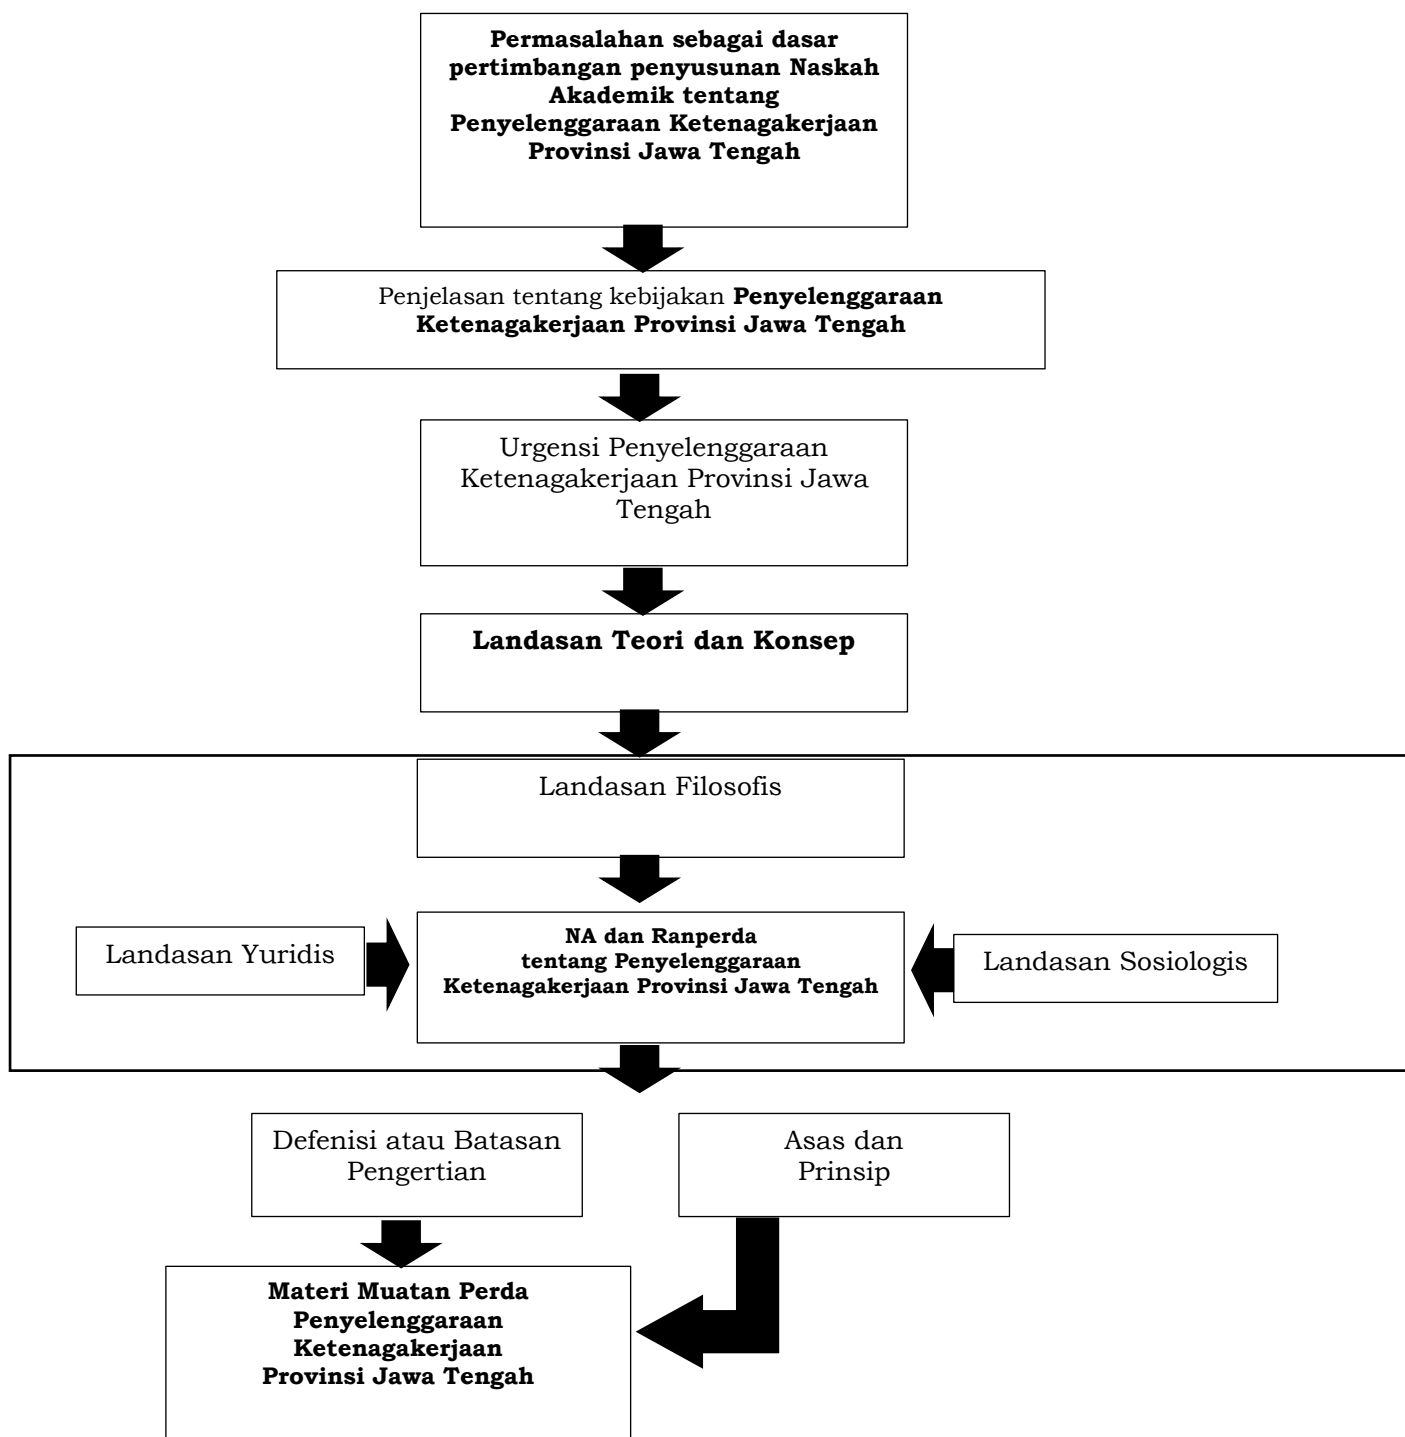 Permasalahan sebagai dasar
pertimbangan penyusunan Naskah
Akademik tentang
Penyelenggaraan Ketenagakerjaan
Provinsi Jawa Tengah
Penjelasan tentang kebijakan Penyelenggaraan
Ketenagakerjaan Provinsi Jawa Tengah
Urgensi Penyelenggaraan
Ketenagakerjaan Provinsi Jawa
Tengah
Landasan Teori dan Konsep
Landasan Filosofis
Landasan Yuridis
NA dan Ranperda
tentang Penyelenggaraan
Ketenagakerjaan Provinsi Jawa Tengah
Landasan Sosiologis
Defenisi atau Batasan
Pengertian
Asas dan
Prinsip
Materi Muatan Perda
Penyelenggaraan
Ketenagakerjaan
Provinsi Jawa Tengah